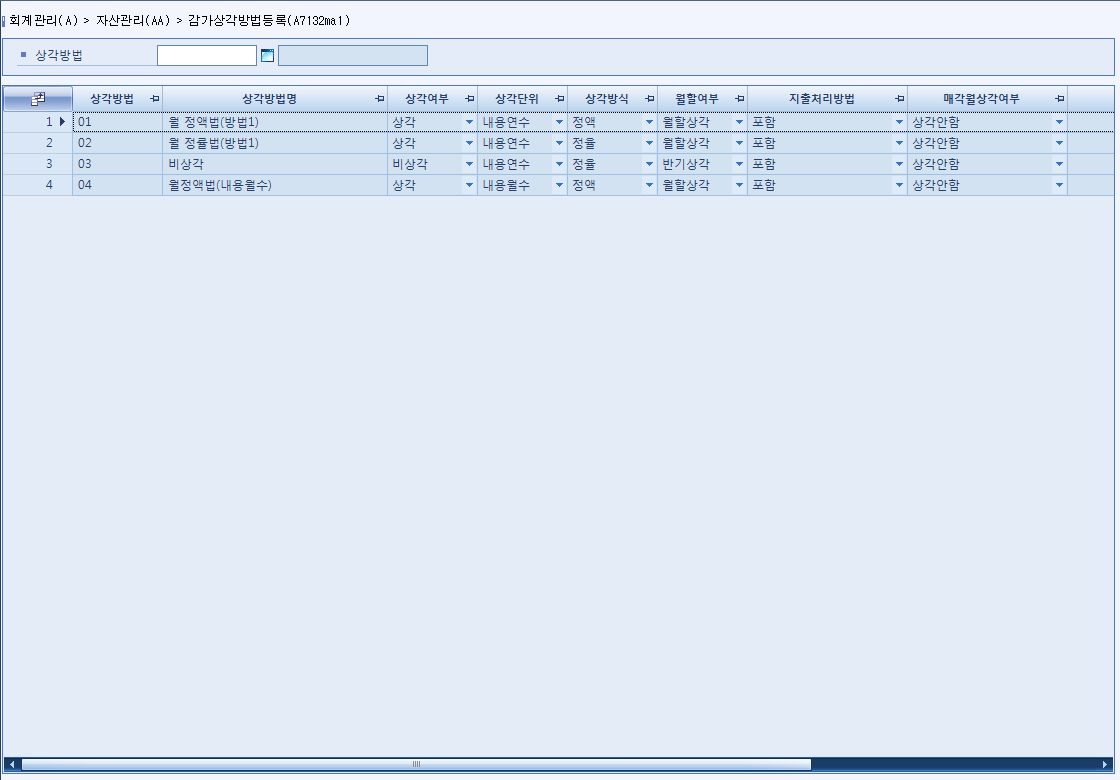 회계관리(A) > 자산관리(AA) > 감가상각방법등록(A7132ma1)
상각방법
상각방법 상각방법명 상각여부 상각단위 상각방식 월할여부 지출처리방법 매각월상각여부
1 01 월 정액법(방법1) 상각 내용연수 정액 월할상각 포함 상각안함
2 02 월 정률법(방법1) 상각 내용연수 정율 월할상각 포함 상각안함
3 03 비상각 비상각 내용연수 정율 반기상각 포함 상각안함
4 04 월정액법(내용월수) 상각 내용월수 정액 월할상각 포함 상각안함